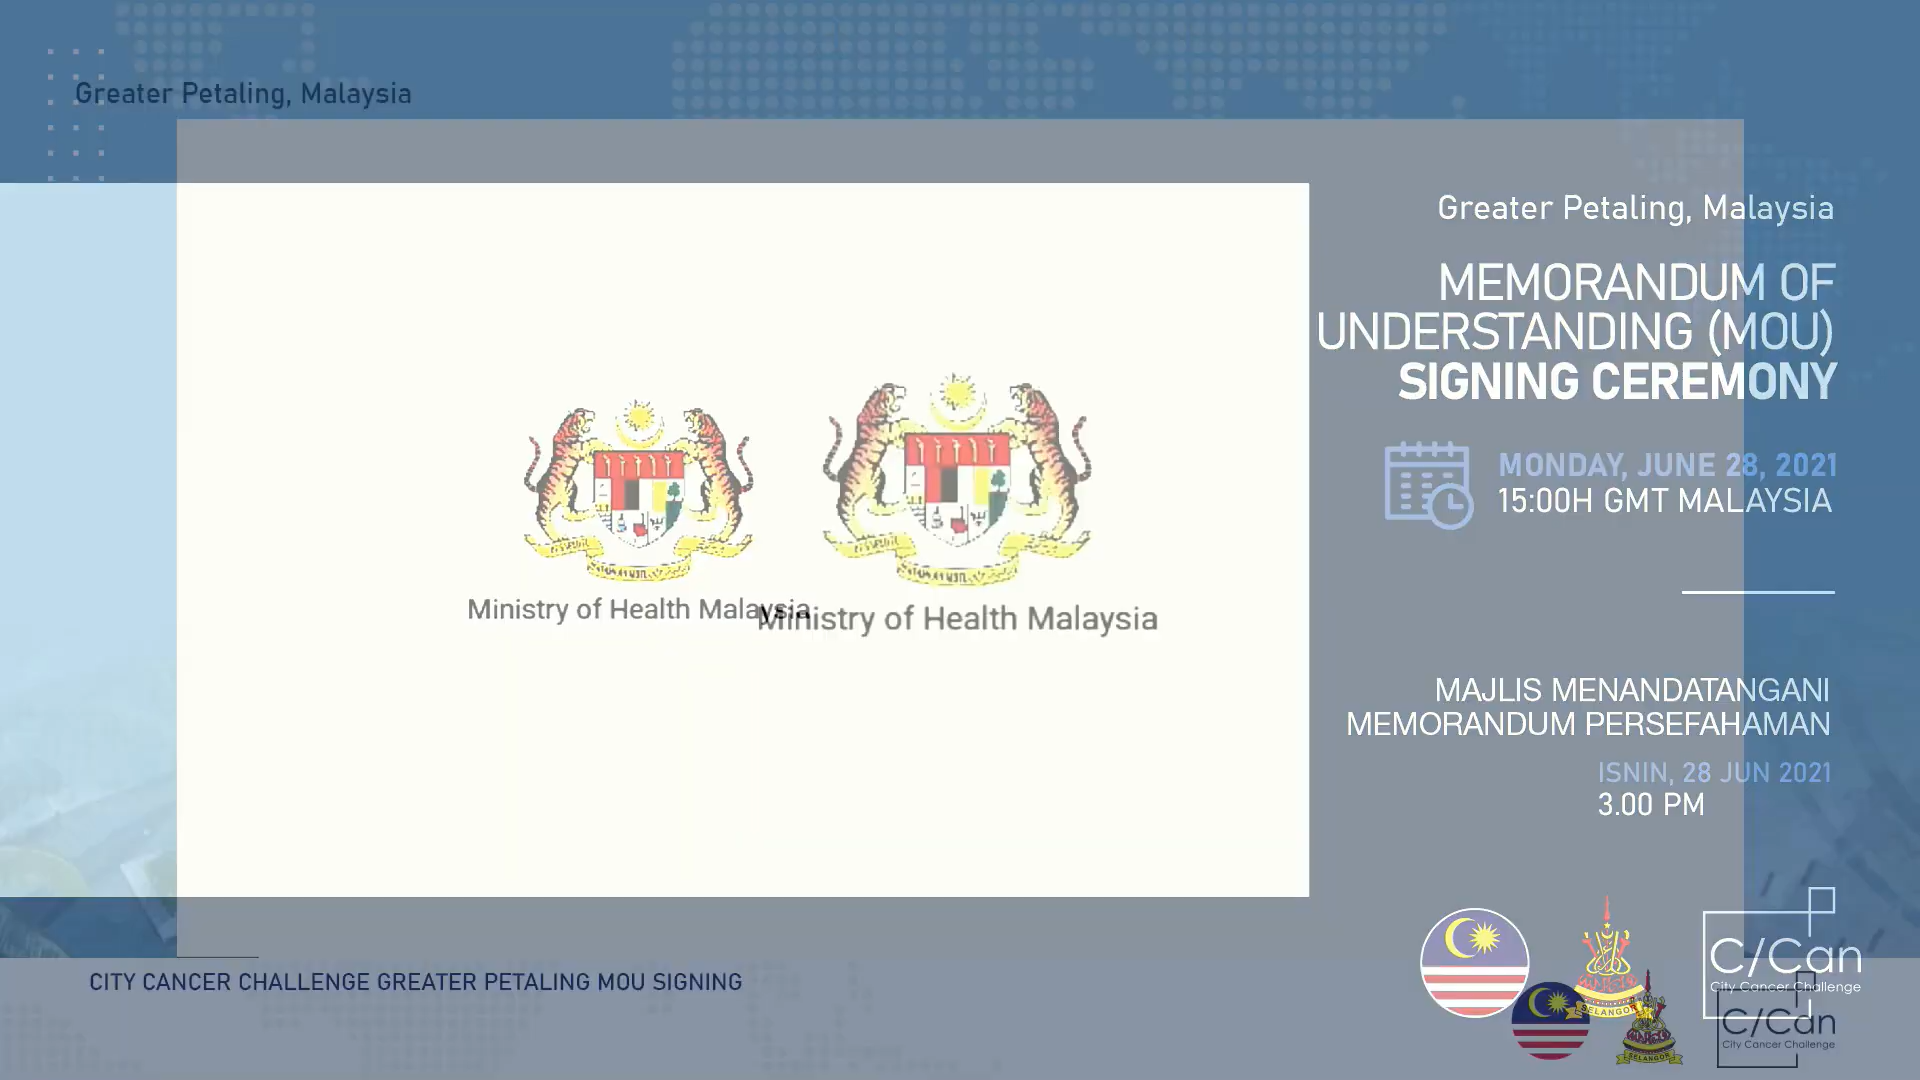 Greater Petaling, Malaysia
Greater Petaling, Malaysia
MEMORANDUM OF
UNDERSTANDING (MOU)
SIGNING CEREMONY
MONDAY, JUNE 28, 2021
15:00H GMT MALAYSIA
Ministry of Health Malaysia
Ministry of Health Malaysia
MAJLIS MENANDATANGANI
MEMORANDUM PERSEFAHAMAN
ISNIN, 28 JUN 2021
3.00 PM
CITY CANCER CHALLENGE GREATER PETALING MOU SIGNING
SELANGOR
C/Can
City Cancer Challenge
SELANGOR
C/Can
City Cancer Challenge